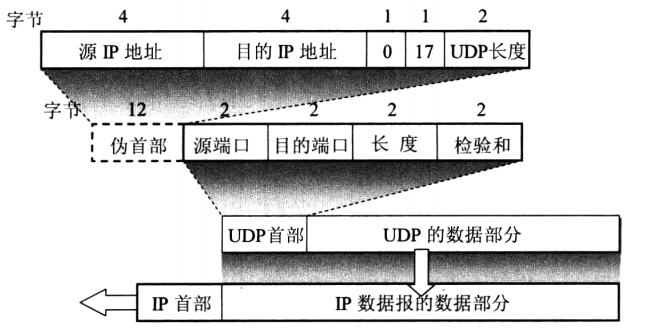 字节 4 4 1 1 2
源 IP 地址 目的 IP 地址 0 17 UDP长度
字节 12 2 2 2 2
伪首部 源端口 目的端口 长 度 检验和
UDP首部 UDP 的数据部分
IP 首部 IP 数据报的数据部分